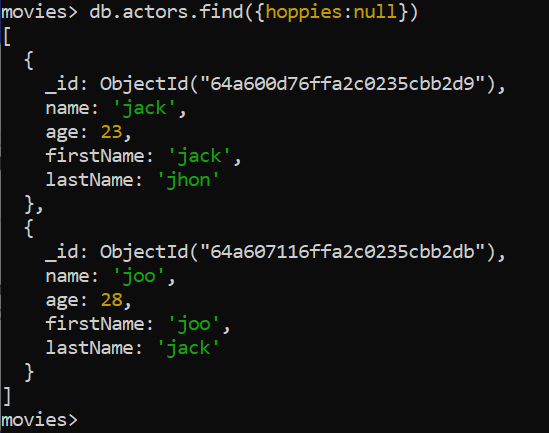 movies> db.actors.find({hoppies:null})
[
  {
    _id: ObjectId("64a600d76ffa2c0235cbb2d9"),
    name: 'jack',
    age: 23,
    firstName: 'jack',
    lastName: 'jhon'
  },
  {
    _id: ObjectId("64a607116ffa2c0235cbb2db"),
    name: 'joo',
    age: 28,
    firstName: 'joo',
    lastName: 'jack'
  }
]
movies>